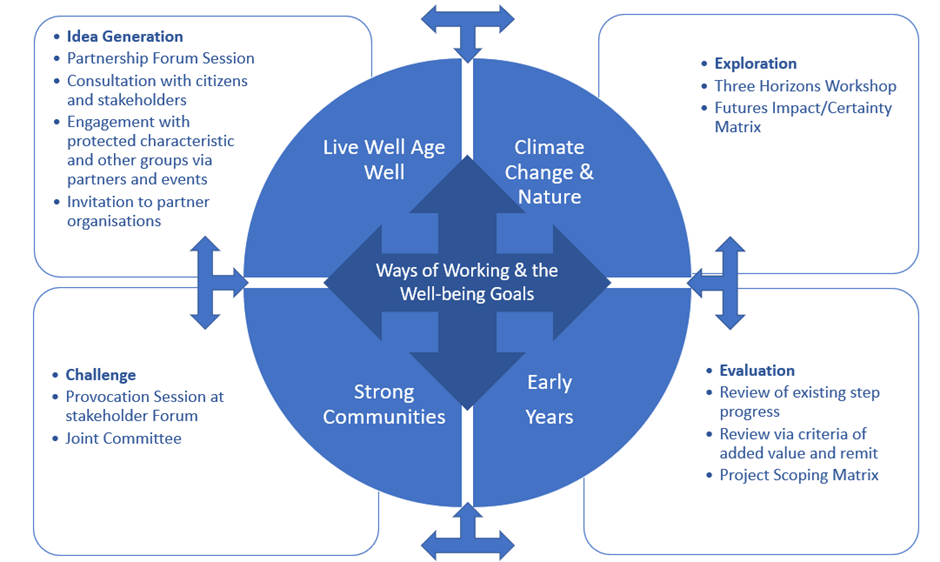 • Idea Generation
• Partnership Forum Session
• Consultation with citizens
and stakeholders
• Engagement with
protected characteristic
and other groups via
partners and events
• Invitation to partner
organisations
• Exploration
• Three Horizons Workshop
• Futures Impact/Certainty
Matrix
Live Well Age
Well
Climate
Change &
Nature
Ways of Working & the
Well-being Goals
Strong
Communities
Early
Years
• Challenge
• Provocation Session at
stakeholder Forum
• Joint Committee
• Evaluation
• Review of existing step
progress
• Review via criteria of
added value and remit
• Project Scoping Matrix